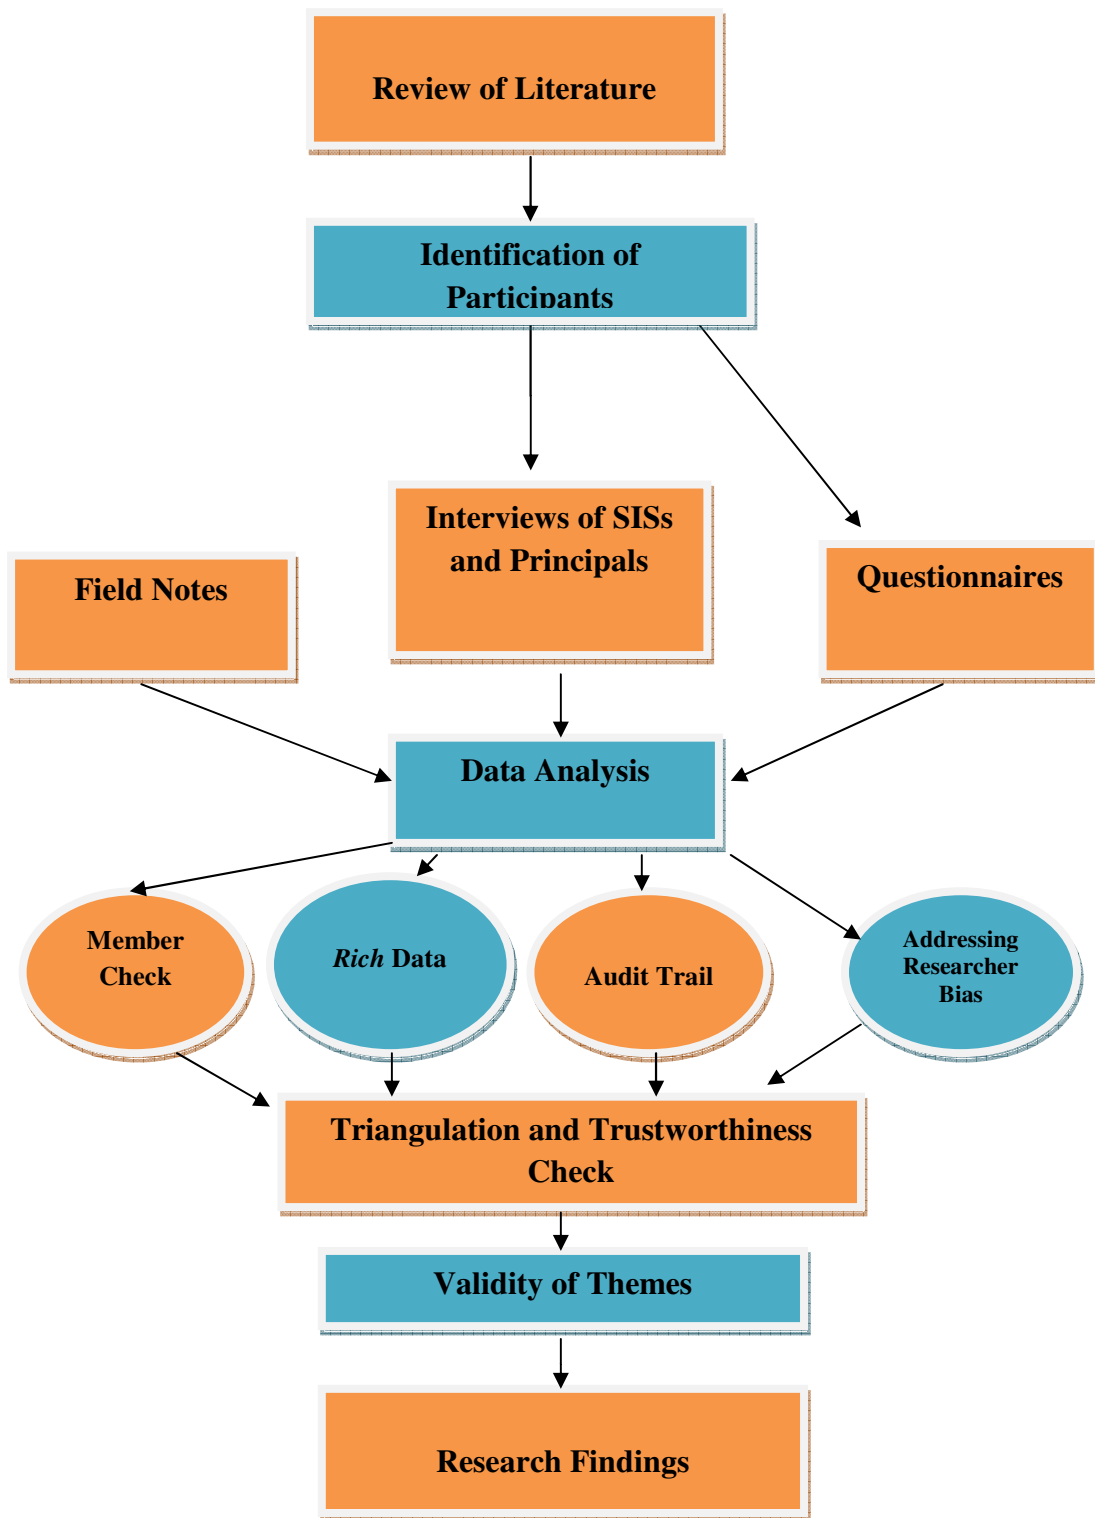 Review of Literature
Identification of
Participants
Interviews of SISs
and Principals
Field Notes
Questionnaires
Data Analysis
Member
Check
Rich Data
Audit Trail
Addressing
Researcher
Bias
Triangulation and Trustworthiness
Check
Validity of Themes
Research Findings